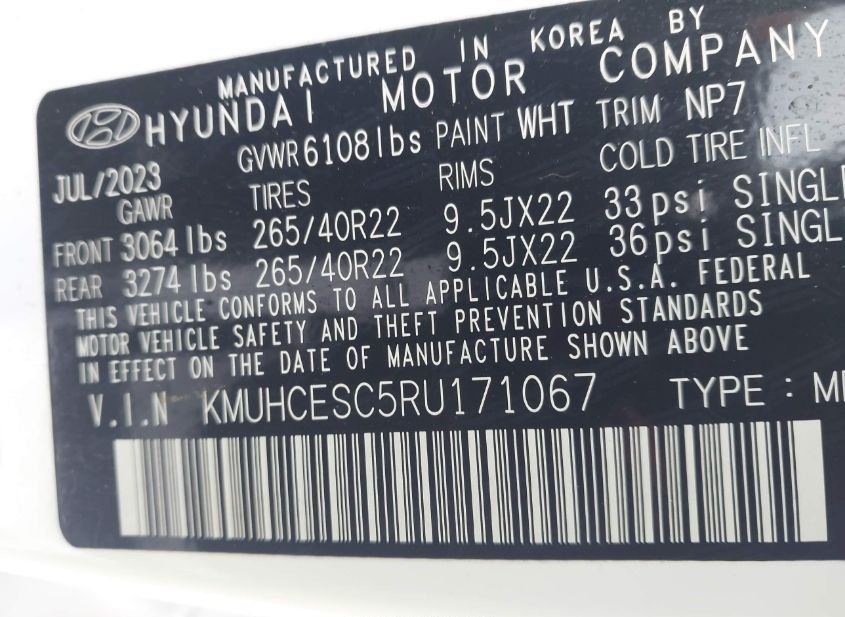 MANUFACTURED IN KOREA BY
HYUNDAI MOTOR COMPANY
JUL/2023 GVWR 6108 lbs PAINT WHT TRIM NP7
GAWR TIRES RIMS COLD TIRE INFL
FRONT 3064 lbs 265/40R22 9.5JX22 33 psi SINGLE
REAR 3274 lbs 265/40R22 9.5JX22 36 psi SINGL
THIS VEHICLE CONFORMS TO ALL APPLICABLE U.S.A. FEDERAL
MOTOR VEHICLE SAFETY AND THEFT PREVENTION STANDARDS
IN EFFECT ON THE DATE OF MANUFACTURE SHOWN ABOVE
V.I.N KMUHCESC5RU171067 TYPE :